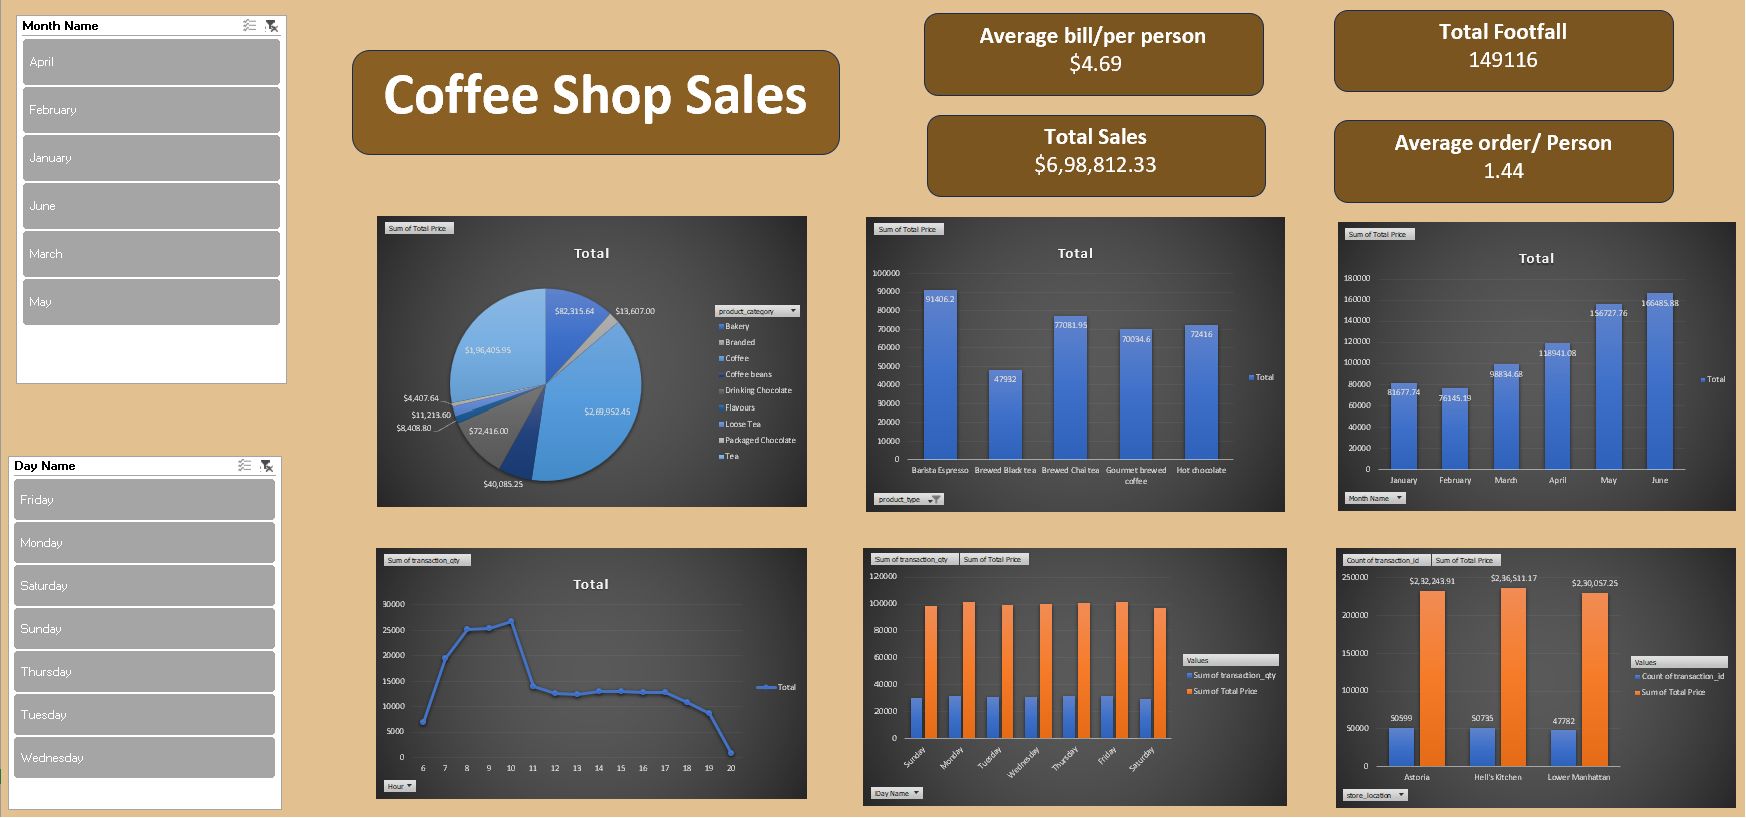 Month Name
April
February
January
June
March
May
Day Name
Friday
Monday
Saturday
Sunday
Thursday
Tuesday
Wednesday
Coffee Shop Sales
Average bill/per person
$4.69
Total Footfall
149116
Total Sales
$6,98,812.33
Average order/ Person
1.44
Sum of Total Price
Total
$82,315.64
$13,607.00
$1,96,405.95
$4,407.64
$11,213.60
$8,408.80
$72,416.00
$2,69,952.45
$40,085.25
product_category
Bakery
Branded
Coffee
Coffee beans
Drinking Chocolate
Flavours
Loose Tea
Packaged Chocolate
Tea
Sum of Total Price
Total
100000
90000
80000
70000
60000
50000
40000
30000
20000
10000
0
91406.2
47932
77081.95
70034.6
72416
Barista Espresso
Brewed Black tea
Brewed Chai tea
Gourmet brewed
coffee
Hot chocolate
Total
product_type
Sum of Total Price
Total
180000
160000
140000
120000
100000
80000
60000
40000
20000
0
81677.74
76145.19
98834.68
118941.08
156727.76
166485.88
January
February
March
April
May
June
Total
Month Name
Sum of transaction_qty
Total
30000
25000
20000
15000
10000
5000
0
6
7
8
9
10
11
12
13
14
15
16
17
18
19
20
Total
Hour
Sum of transaction_qty
Sum of Total Price
120000
100000
80000
60000
40000
20000
0
Sunday
Monday
Tuesday
Wednesday
Thursday
Friday
Saturday
Values
Sum of transaction_qty
Sum of Total Price
Day Name
Count of transaction_id
Sum of Total Price
250000
200000
150000
100000
50000
0
$2,32,243.91
$2,36,511.17
$2,30,057.25
50599
50735
47782
Astoria
Hell's Kitchen
Lower Manhattan
Values
Count of transaction_id
Sum of Total Price
store_location